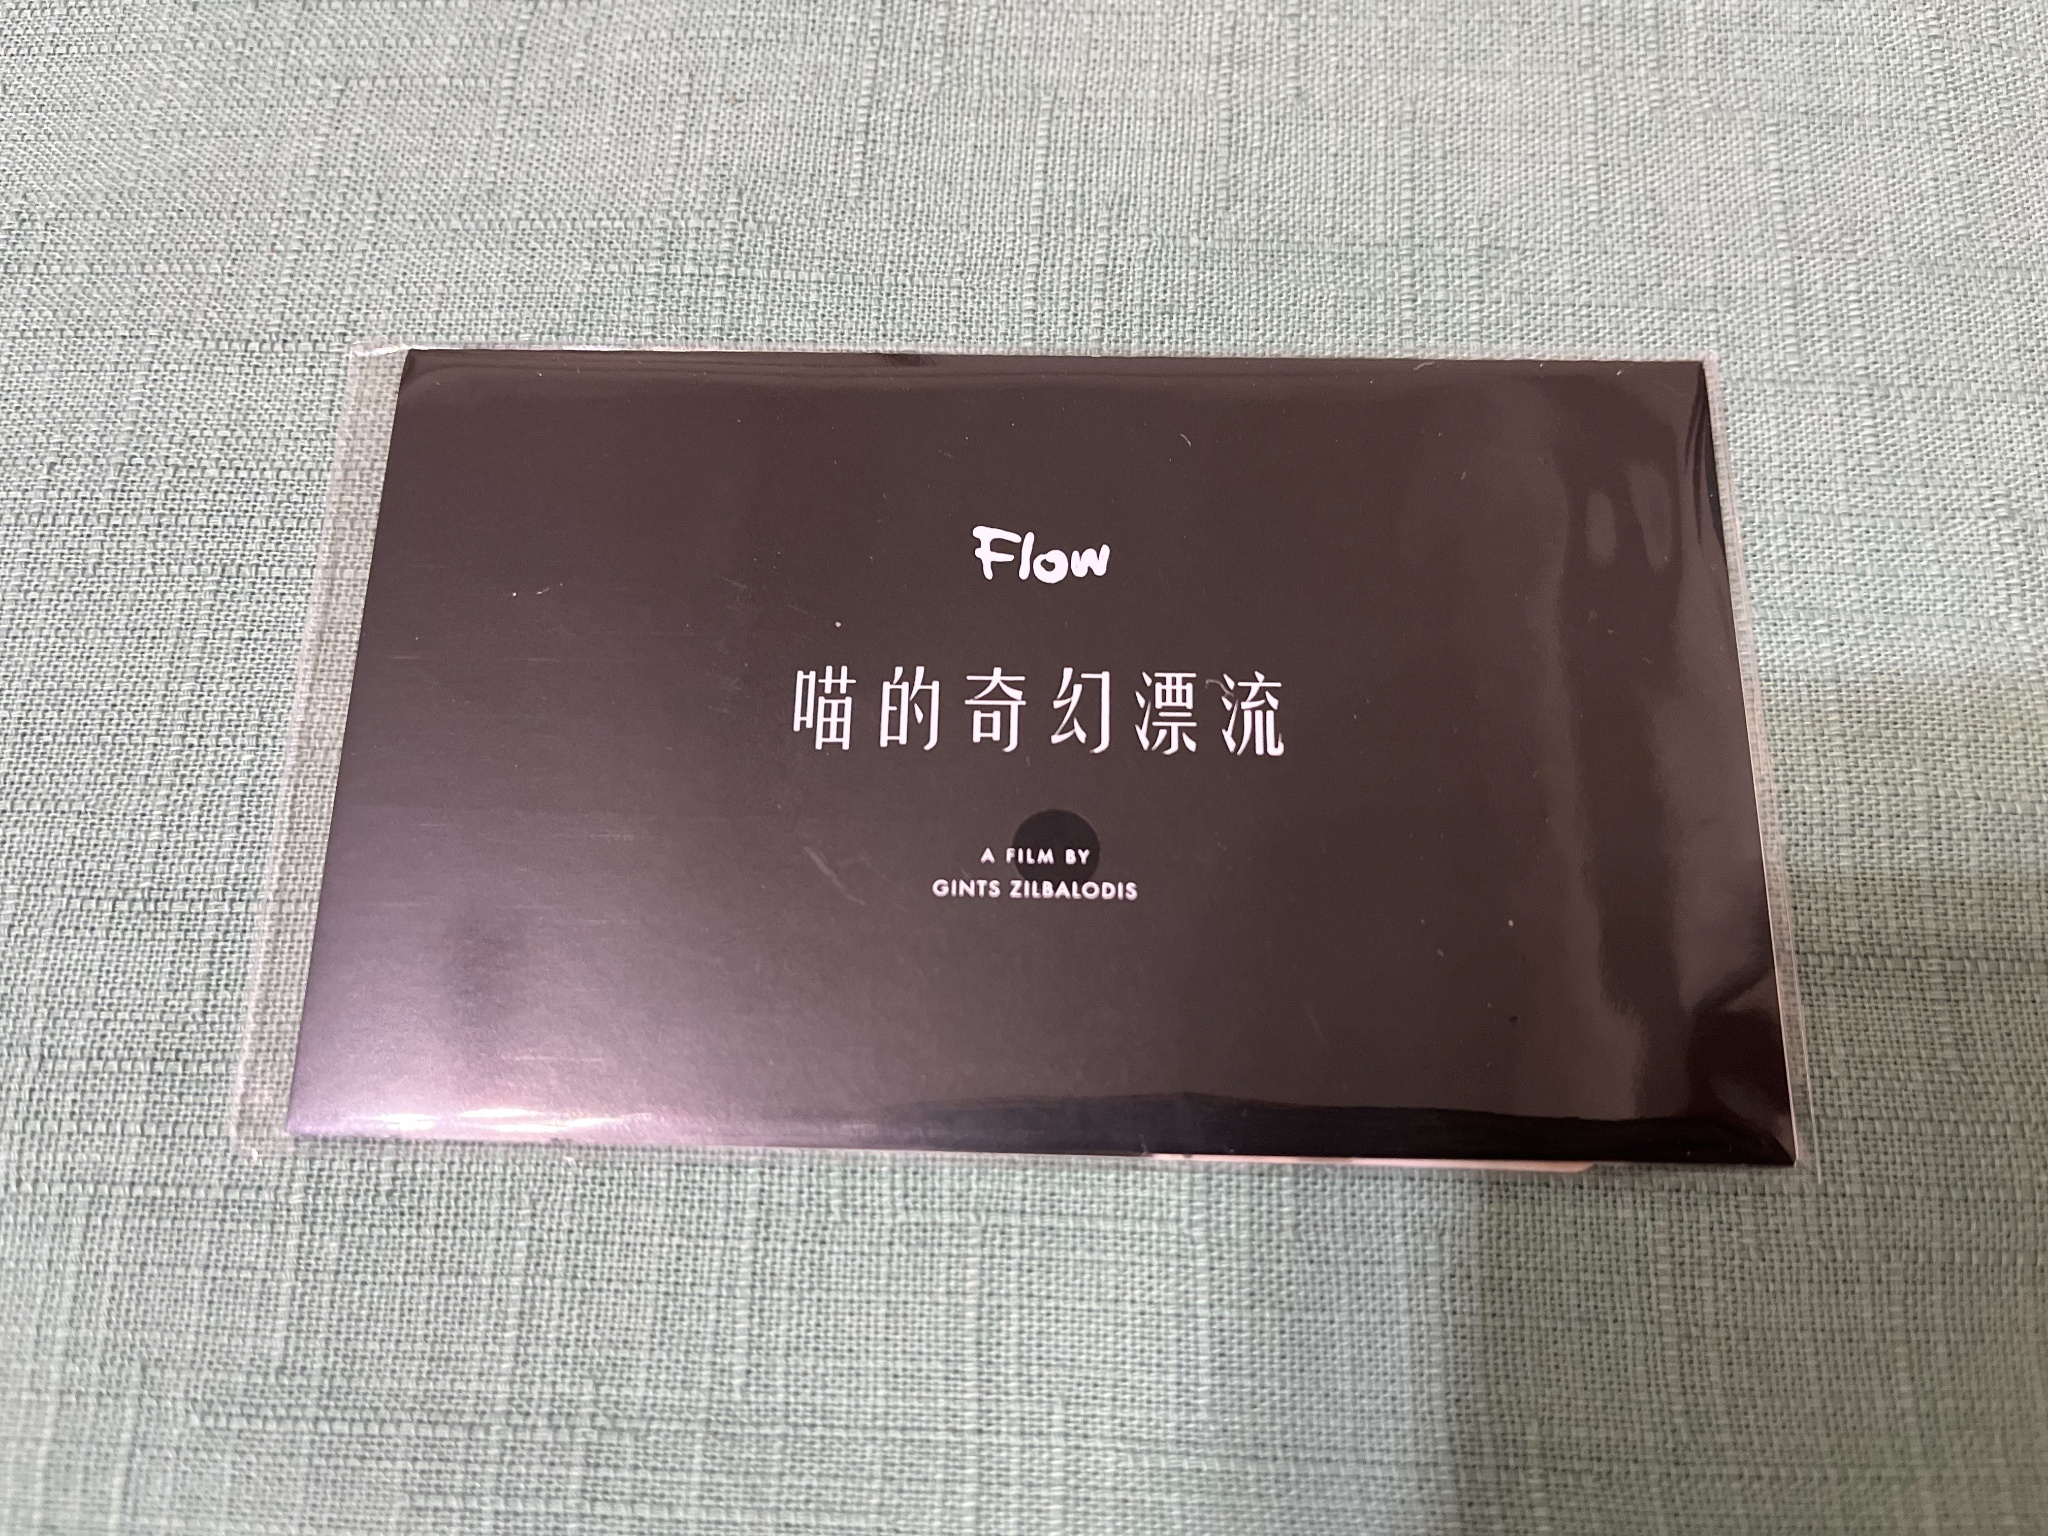 Flow
喵的奇幻漂流
A FILM BY
GINTS ZILBALODIS